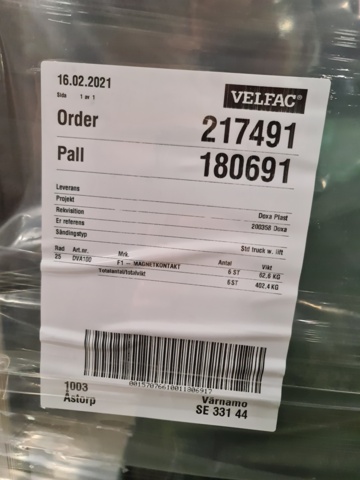 16.02.2021
Sida 1 av 1
VELFAC®
Order 217491
Pall 180691
Leverans
Projekt Doxa Plast
Rekvisition 200358 Doxa
Er referens
Sändningstyp Std truck w. lift
Rad Art.nr. Mrk. Antal Vikt
25 DVA100 F1 -- MAGNETKONTAKT 6 ST 62,6 KG
Totalantal/totalvikt 6 ST 402,4 KG
00157076610011806917
1003 Värnamo
Åstorp SE 331 44